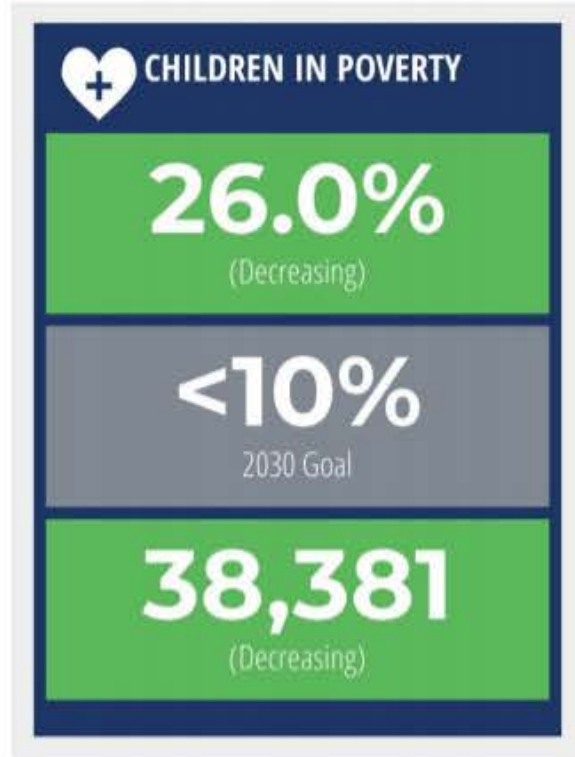 CHILDREN IN POVERTY
26.0%
(Decreasing)
<10%
2030 Goal
38,381
(Decreasing)